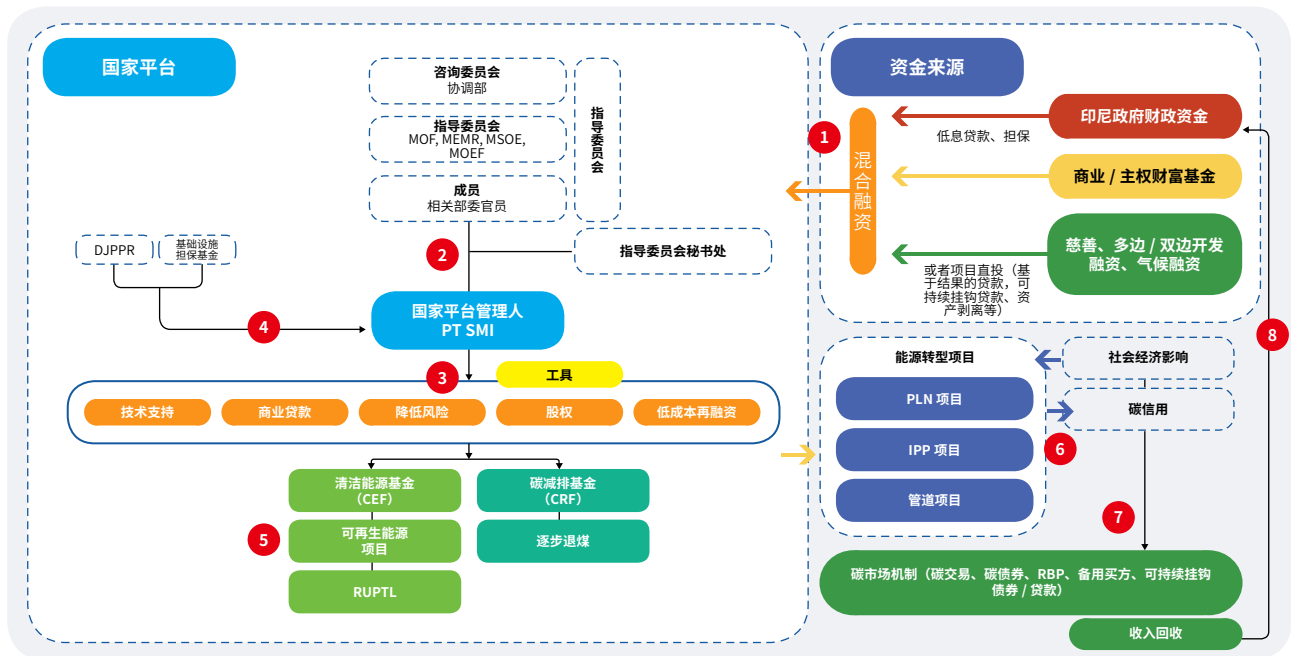 国家平台
咨询委员会
协调部
指导委员会
MOF, MEMR, MSOE,
MOEF
成员
相关部委官员
指导委员会
指导委员会秘书处
2
DJPPR
基础设施
担保基金
4
国家平台管理人
PT SMI
3
工具
技术支持
商业贷款
降低风险
股权
低成本再融资
清洁能源基金
（CEF）
碳减排基金
（CRF）
5
可再生能源
项目
逐步退煤
RUPTL
资金来源
1
混合融资
印尼政府财政资金
低息贷款、担保
商业 / 主权财富基金
慈善、多边 / 双边开发
融资、气候融资
或者项目直投（基
于结果的贷款，可
持续挂钩贷款、资
产剥离等）
8
能源转型项目
PLN 项目
IPP 项目
管道项目
社会经济影响
碳信用
6
7
碳市场机制（碳交易、碳债券、RBP、备用买方、可持续挂钩
债券 / 贷款）
收入回收